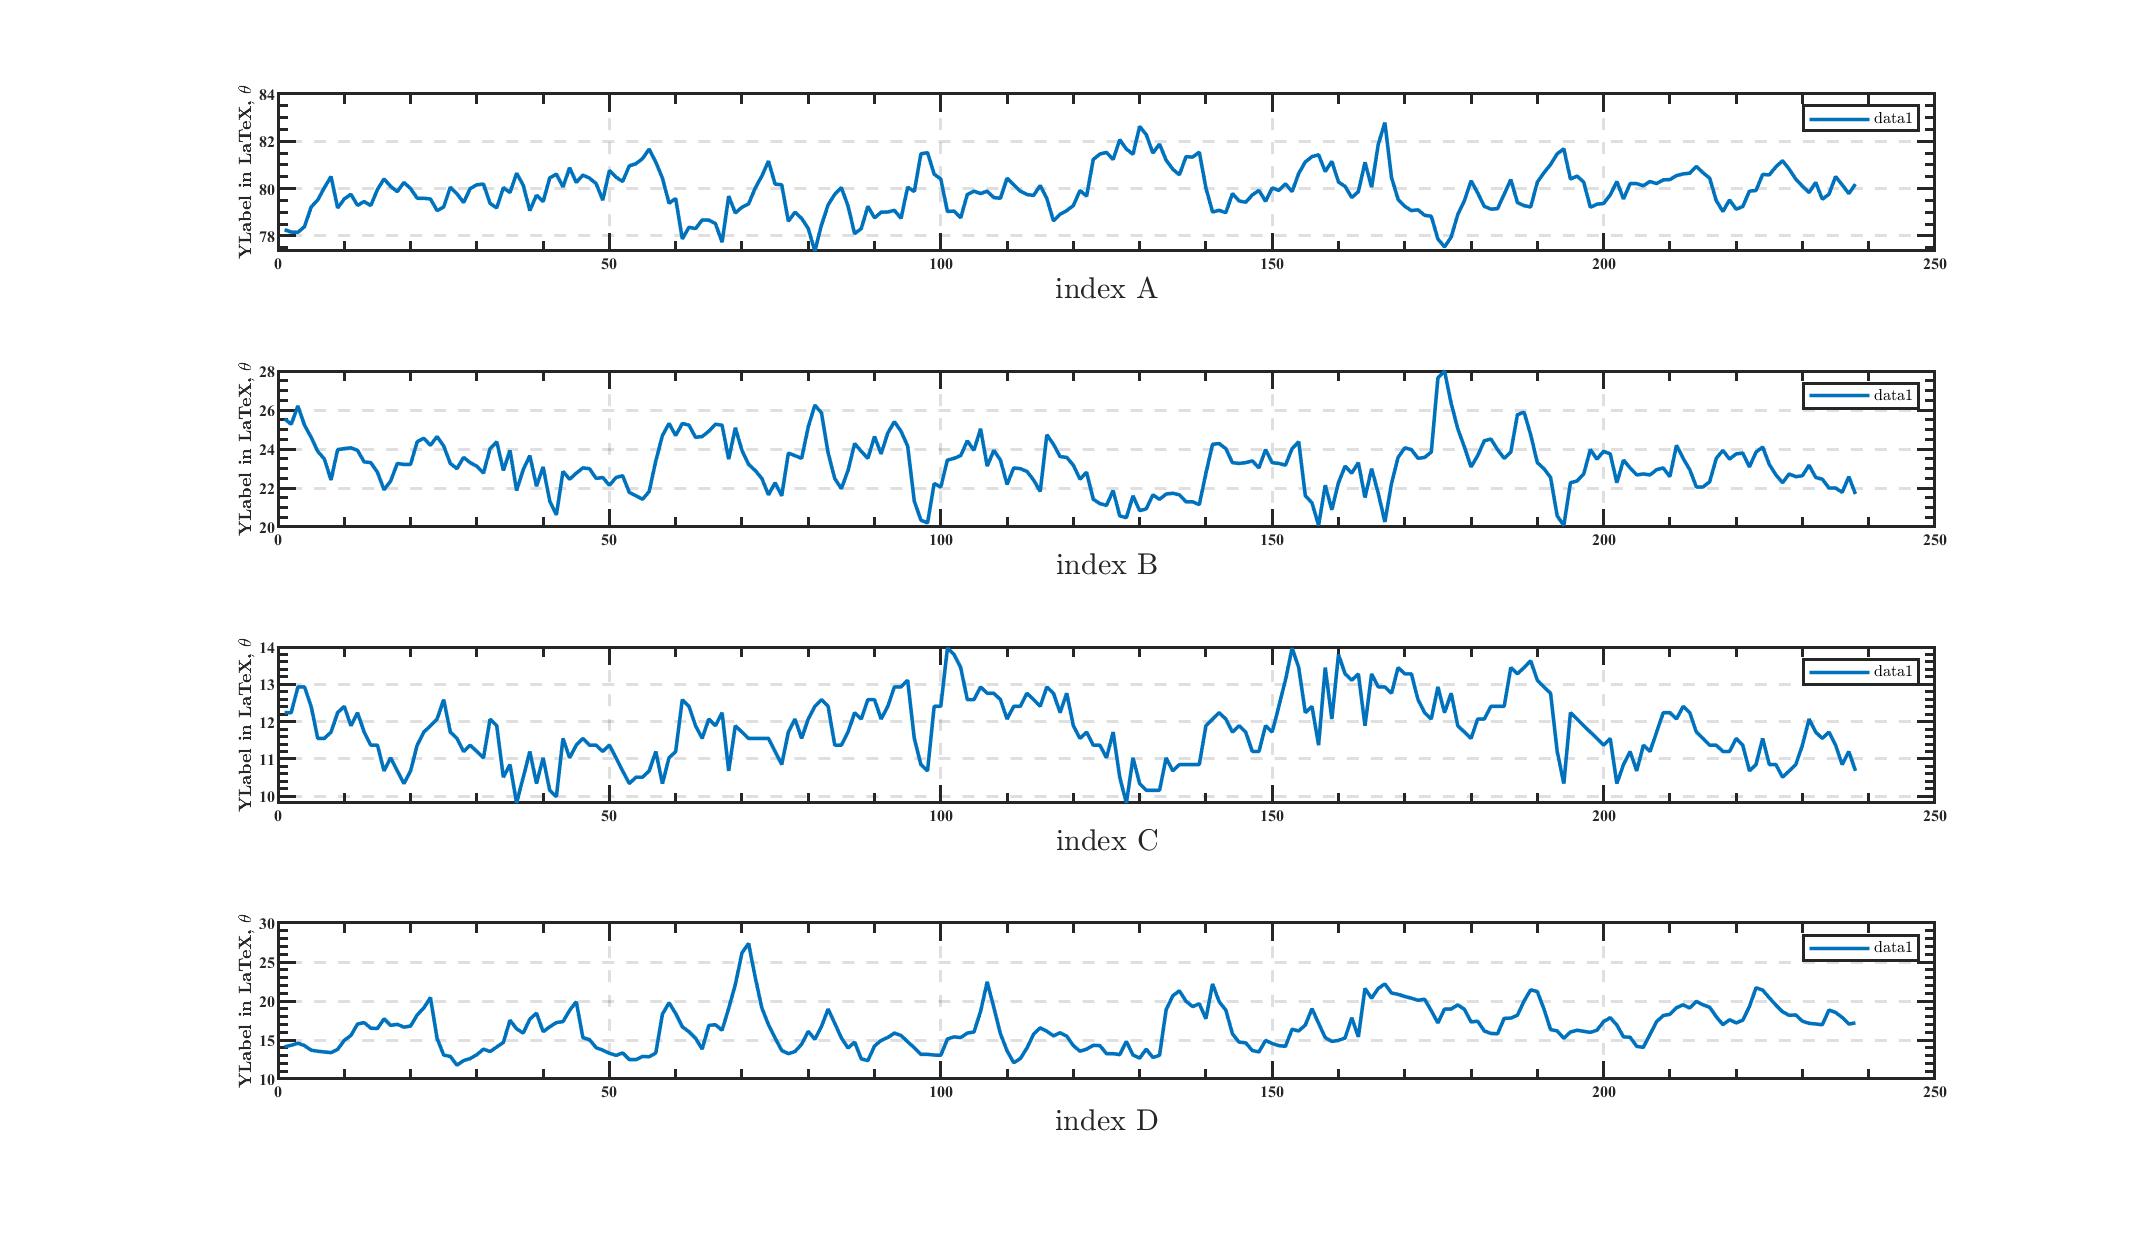 YLabel in LaTeX, θ
84
82
80
78
data1
0 50 100 150 200 250
index A
YLabel in LaTeX, θ
28
26
24
22
20
data1
0 50 100 150 200 250
index B
YLabel in LaTeX, θ
14
13
12
11
10
data1
0 50 100 150 200 250
index C
YLabel in LaTeX, θ
30
25
20
15
10
data1
0 50 100 150 200 250
index D